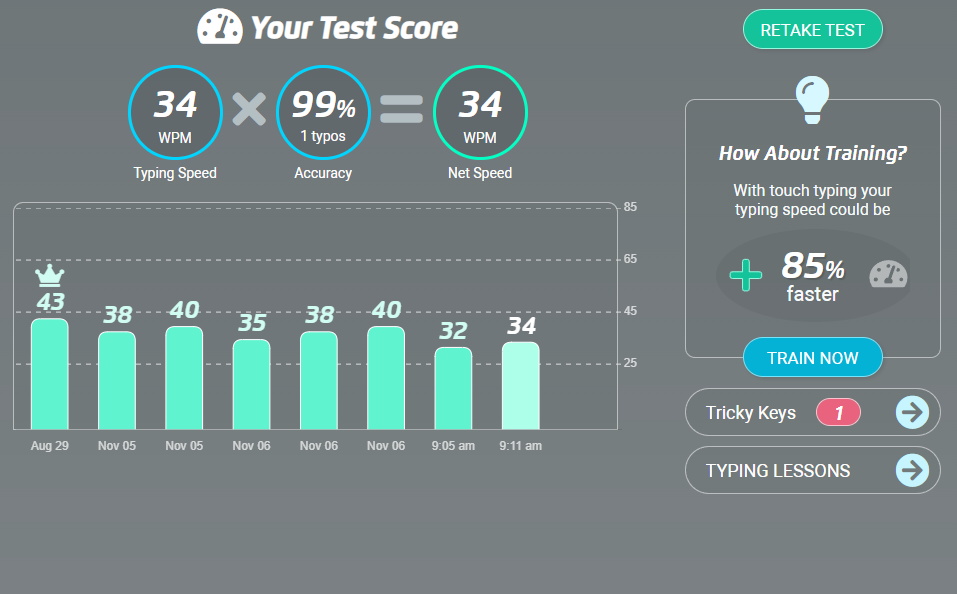 Your Test Score
34
WPM
Typing Speed
99%
1 typos
Accuracy
34
WPM
Net Speed
85
65
45
25
43
38
40
35
38
40
32
34
Aug 29
Nov 05
Nov 05
Nov 06
Nov 06
Nov 06
9:05 am
9:11 am
RETAKE TEST
How About Training?
With touch typing your
typing speed could be
85%
faster
TRAIN NOW
Tricky Keys 1
TYPING LESSONS